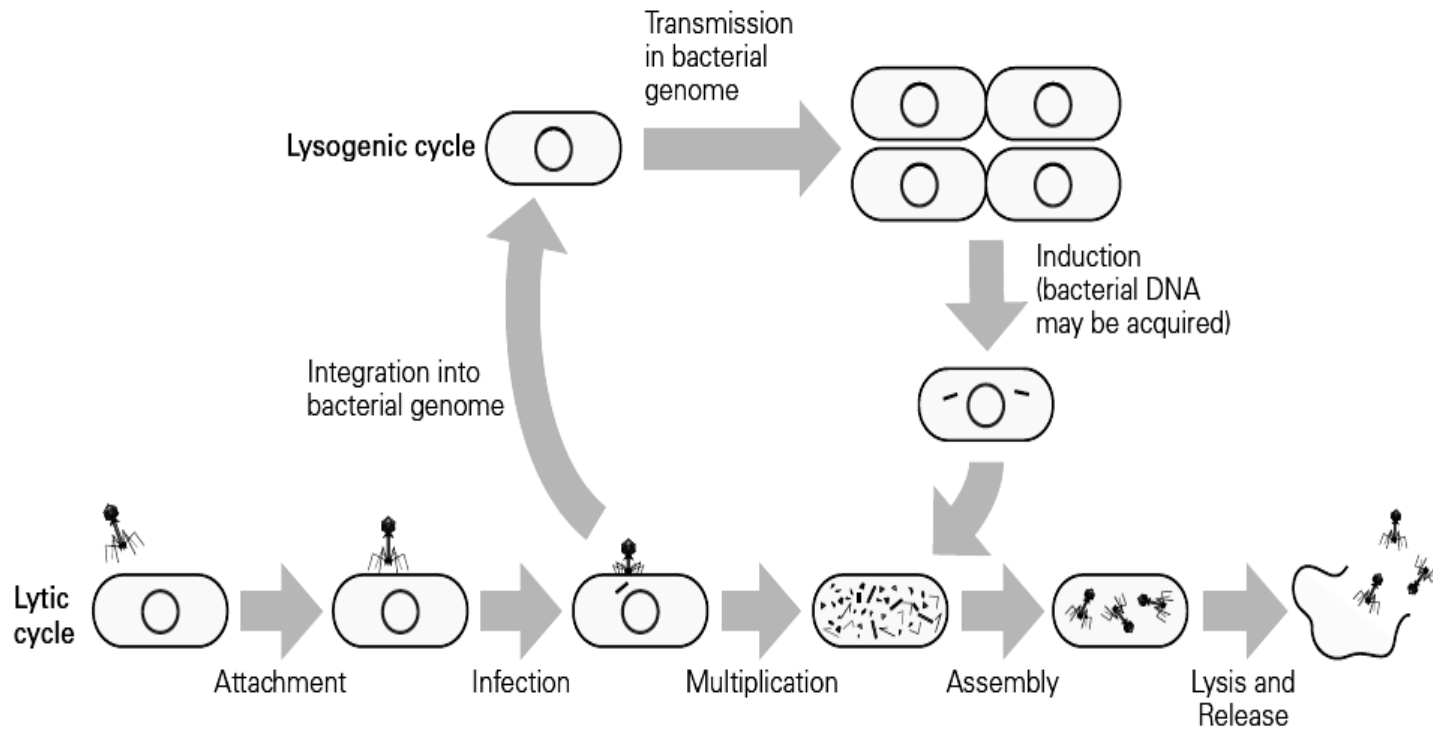 Transmission
in bacterial
genome
Lysogenic cycle
Induction
(bacterial DNA
may be acquired)
Integration into
bacterial genome
Lytic
cycle
Attachment
Infection
Multiplication
Assembly
Lysis and
Release